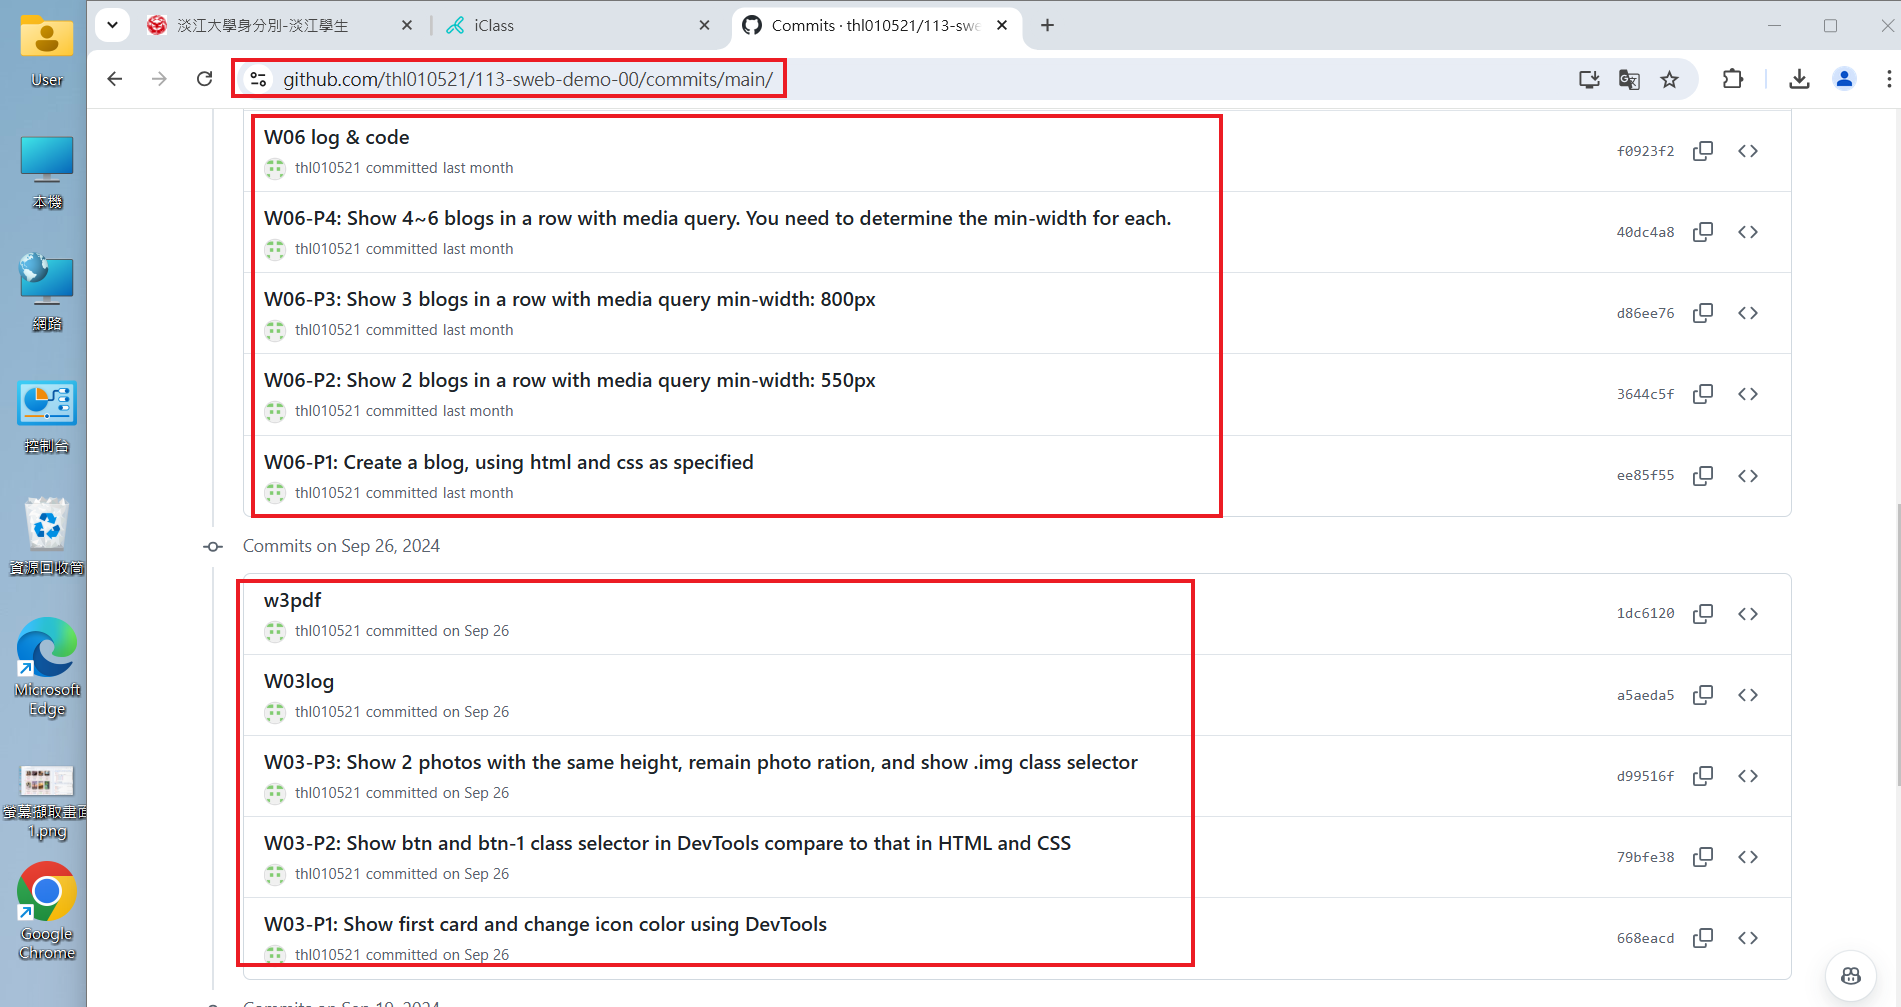 淡江大學身分別-淡江學生
iClass
Commits · thl010521/113-swe
github.com/thl010521/113-sweb-demo-00/commits/main/
User
本機
網路
控制台
資源回收筒
Microsoft
Edge
螢幕擷取畫面
1.png
Google
Chrome
W06 log & code
thl010521 committed last month
f0923f2
W06-P4: Show 4~6 blogs in a row with media query. You need to determine the min-width for each.
thl010521 committed last month
40dc4a8
W06-P3: Show 3 blogs in a row with media query min-width: 800px
thl010521 committed last month
d86ee76
W06-P2: Show 2 blogs in a row with media query min-width: 550px
thl010521 committed last month
3644c5f
W06-P1: Create a blog, using html and css as specified
thl010521 committed last month
ee85f55
Commits on Sep 26, 2024
w3pdf
thl010521 committed on Sep 26
1dc6120
W03log
thl010521 committed on Sep 26
a5aeda5
W03-P3: Show 2 photos with the same height, remain photo ration, and show .img class selector
thl010521 committed on Sep 26
d99516f
W03-P2: Show btn and btn-1 class selector in DevTools compare to that in HTML and CSS
thl010521 committed on Sep 26
79bfe38
W03-P1: Show first card and change icon color using DevTools
thl010521 committed on Sep 26
668eacd
Commits on Sep 19, 2024